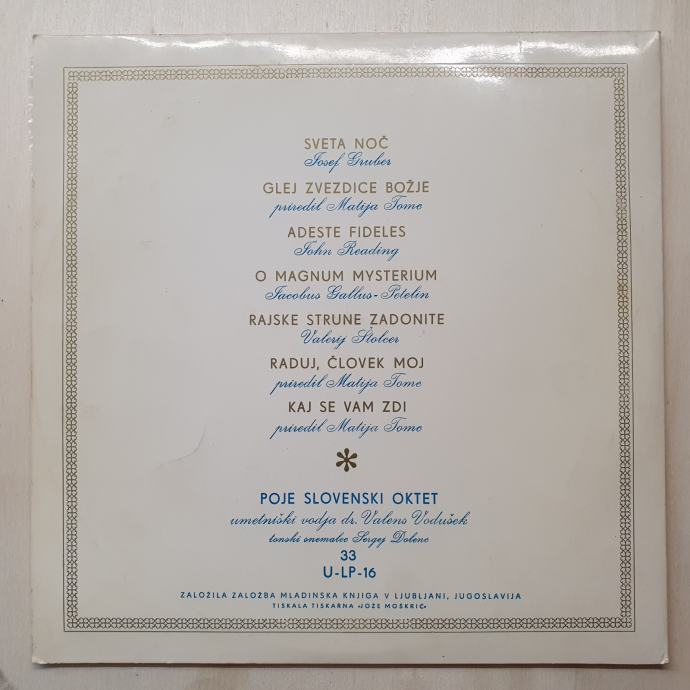 SVETA NOČ
Josef Gruber
GLEJ ZVEZDICE BOŽJE
priredil Matija Tomc
ADESTE FIDELES
John Reading
O MAGNUM MYSTERIUM
Jacobus Gallus-Petelin
RAJSKE STRUNE ZADONITE
Valerij Štolcer
RADUJ, ČLOVEK MOJ
priredil Matija Tomc
KAJ SE VAM ZDI
priredil Matija Tomc
*
POJE SLOVENSKI OKTET
umetniški vodja dr. Valens Vodušek
tonski snemalec Sergej Dolenc
33
U-LP-16
ZALOŽILA ZALOŽBA MLADINSKA KNJIGA V LJUBLJANI, JUGOSLAVIJA
TISKALA TISKARNA »JOŽE MOŠKRIČ«